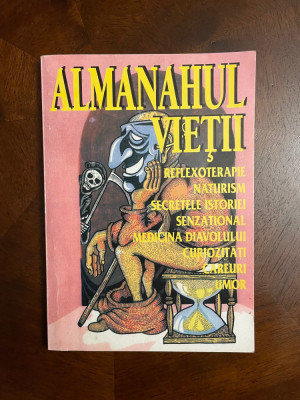 ALMANAHUL
VIEȚII
REFLEXOTERAPIE
NATURISM
SECRETELE ISTORIEI
SENZAȚIONAL
MEDICINA DIAVOLULUI
CURIOZITĂȚI
CAREURI
UMOR